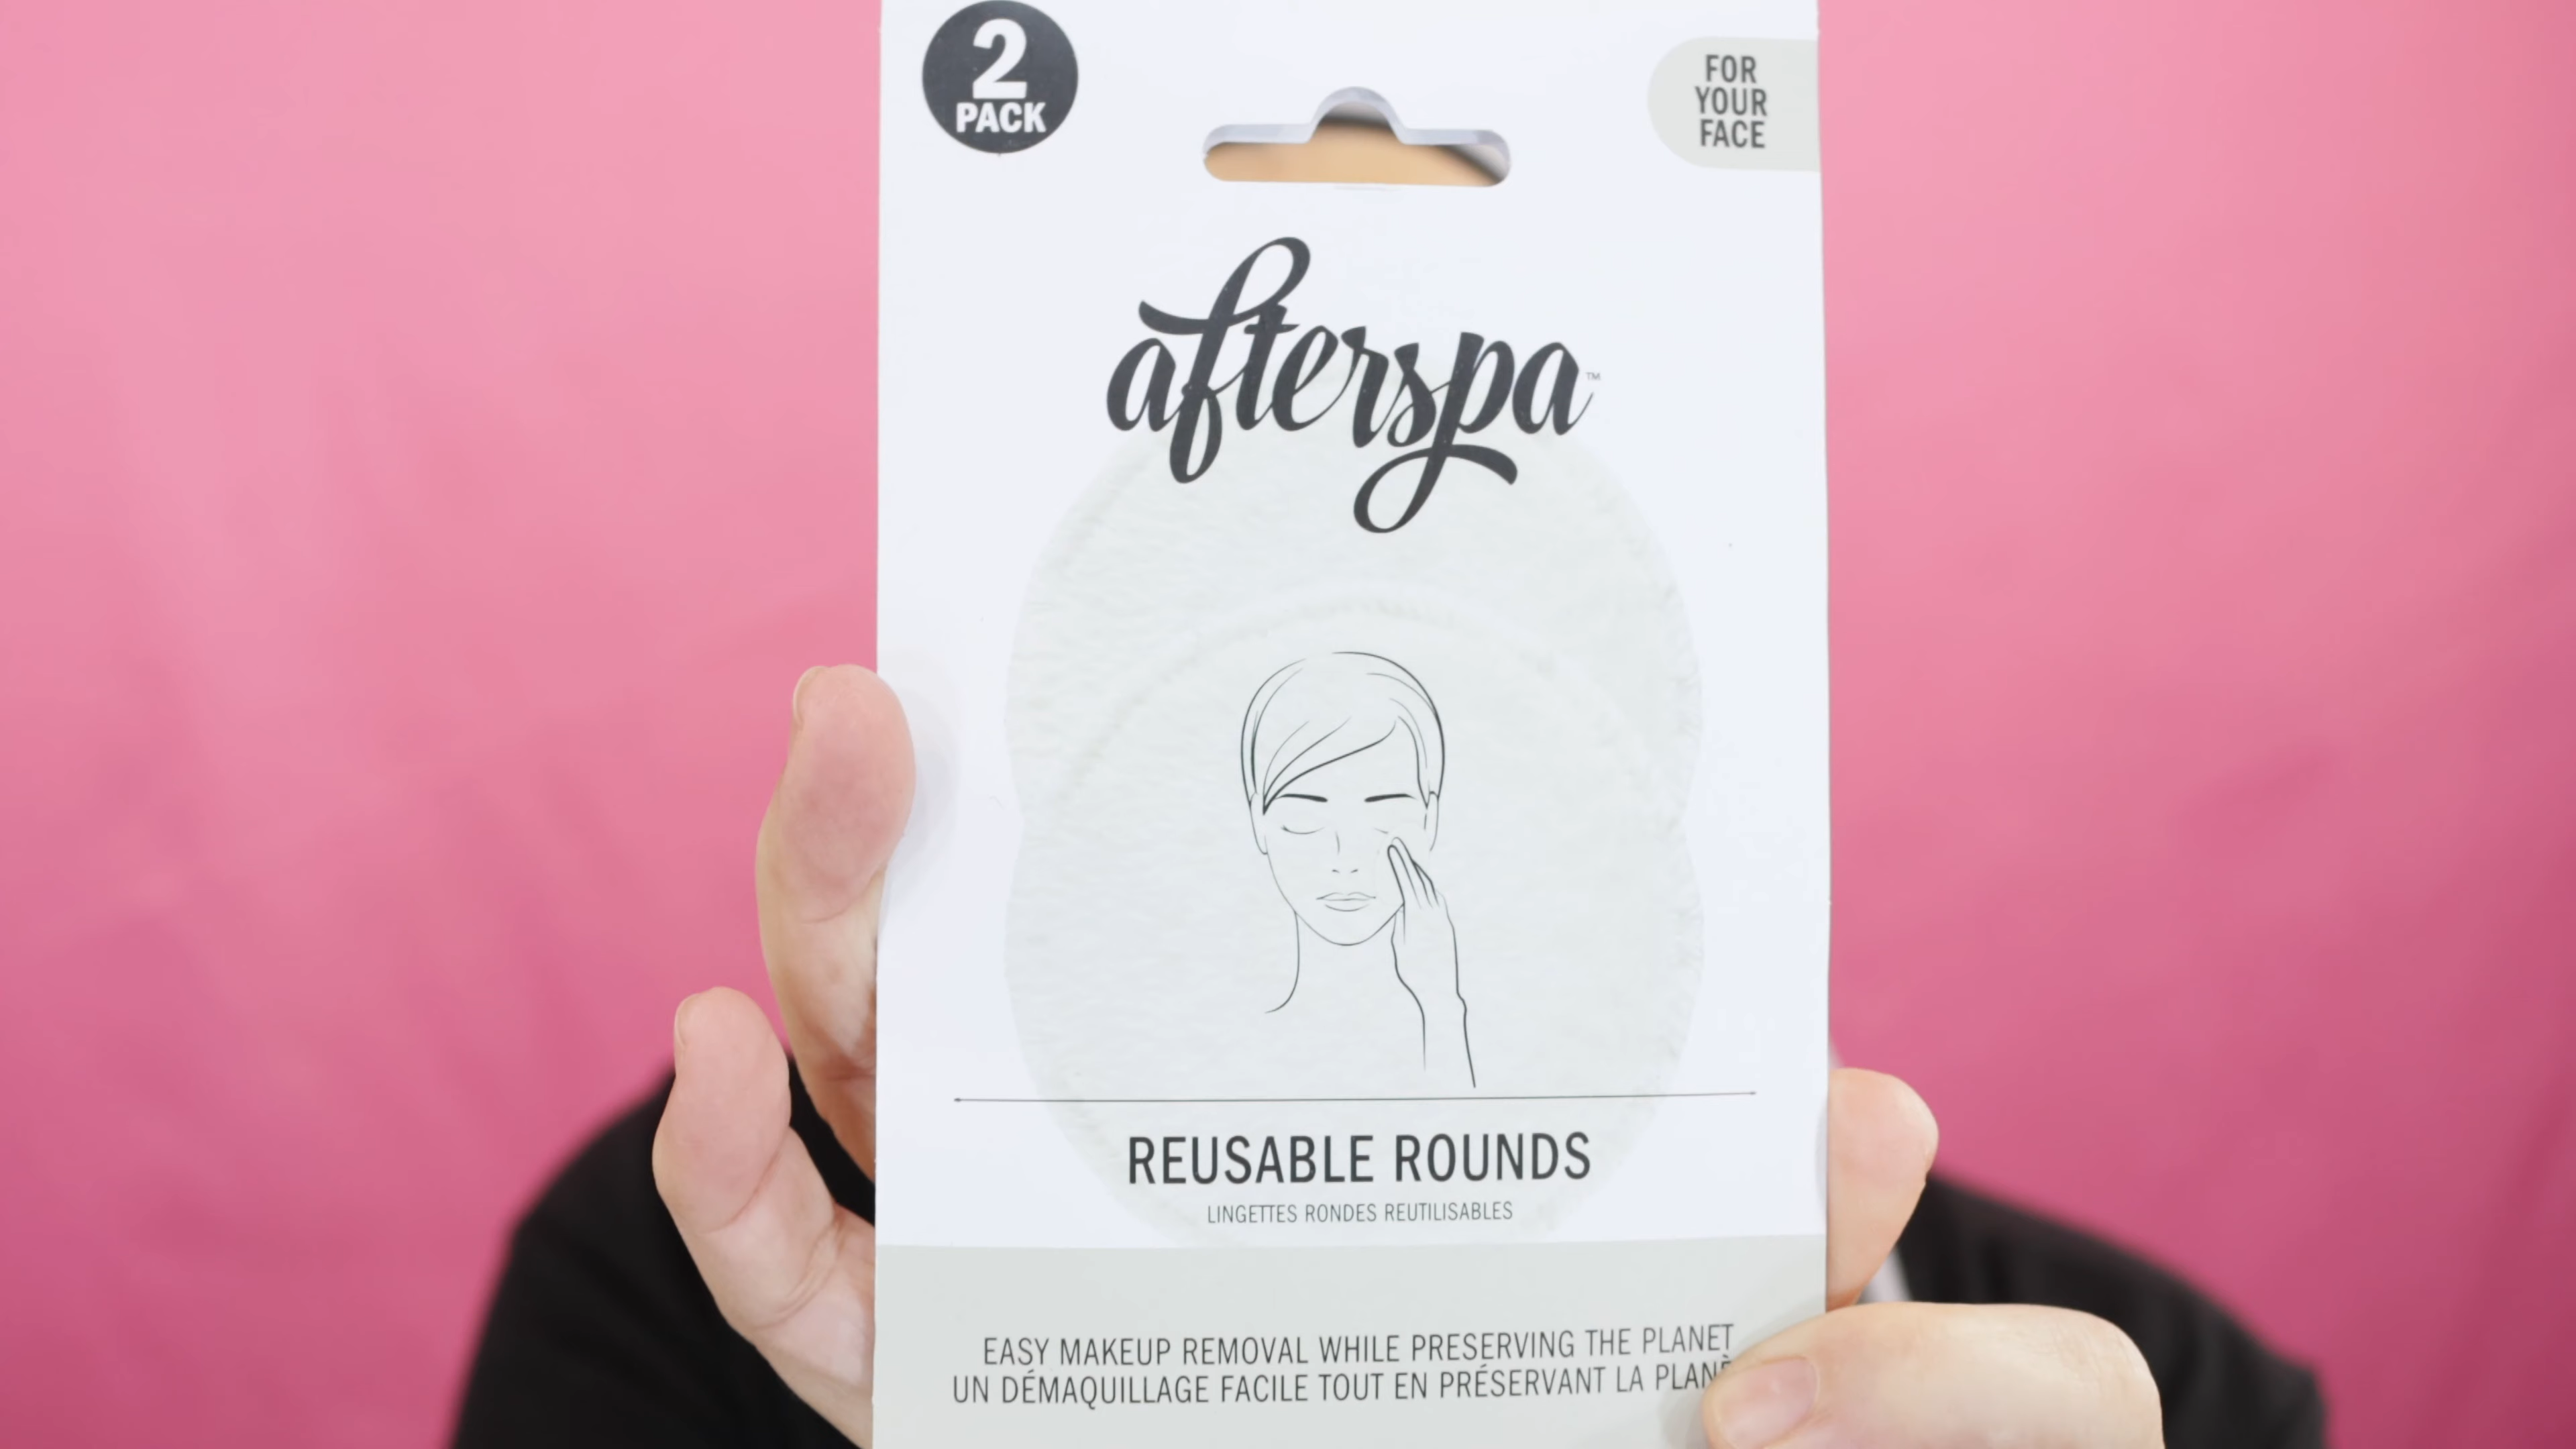 2
PACK
FOR
YOUR
FACE
afterspa™
REUSABLE ROUNDS
LINGETTES RONDES REUTILISABLES
EASY MAKEUP REMOVAL WHILE PRESERVING THE PLANET
UN DÉMAQUILLAGE FACILE TOUT EN PRÉSERVANT LA